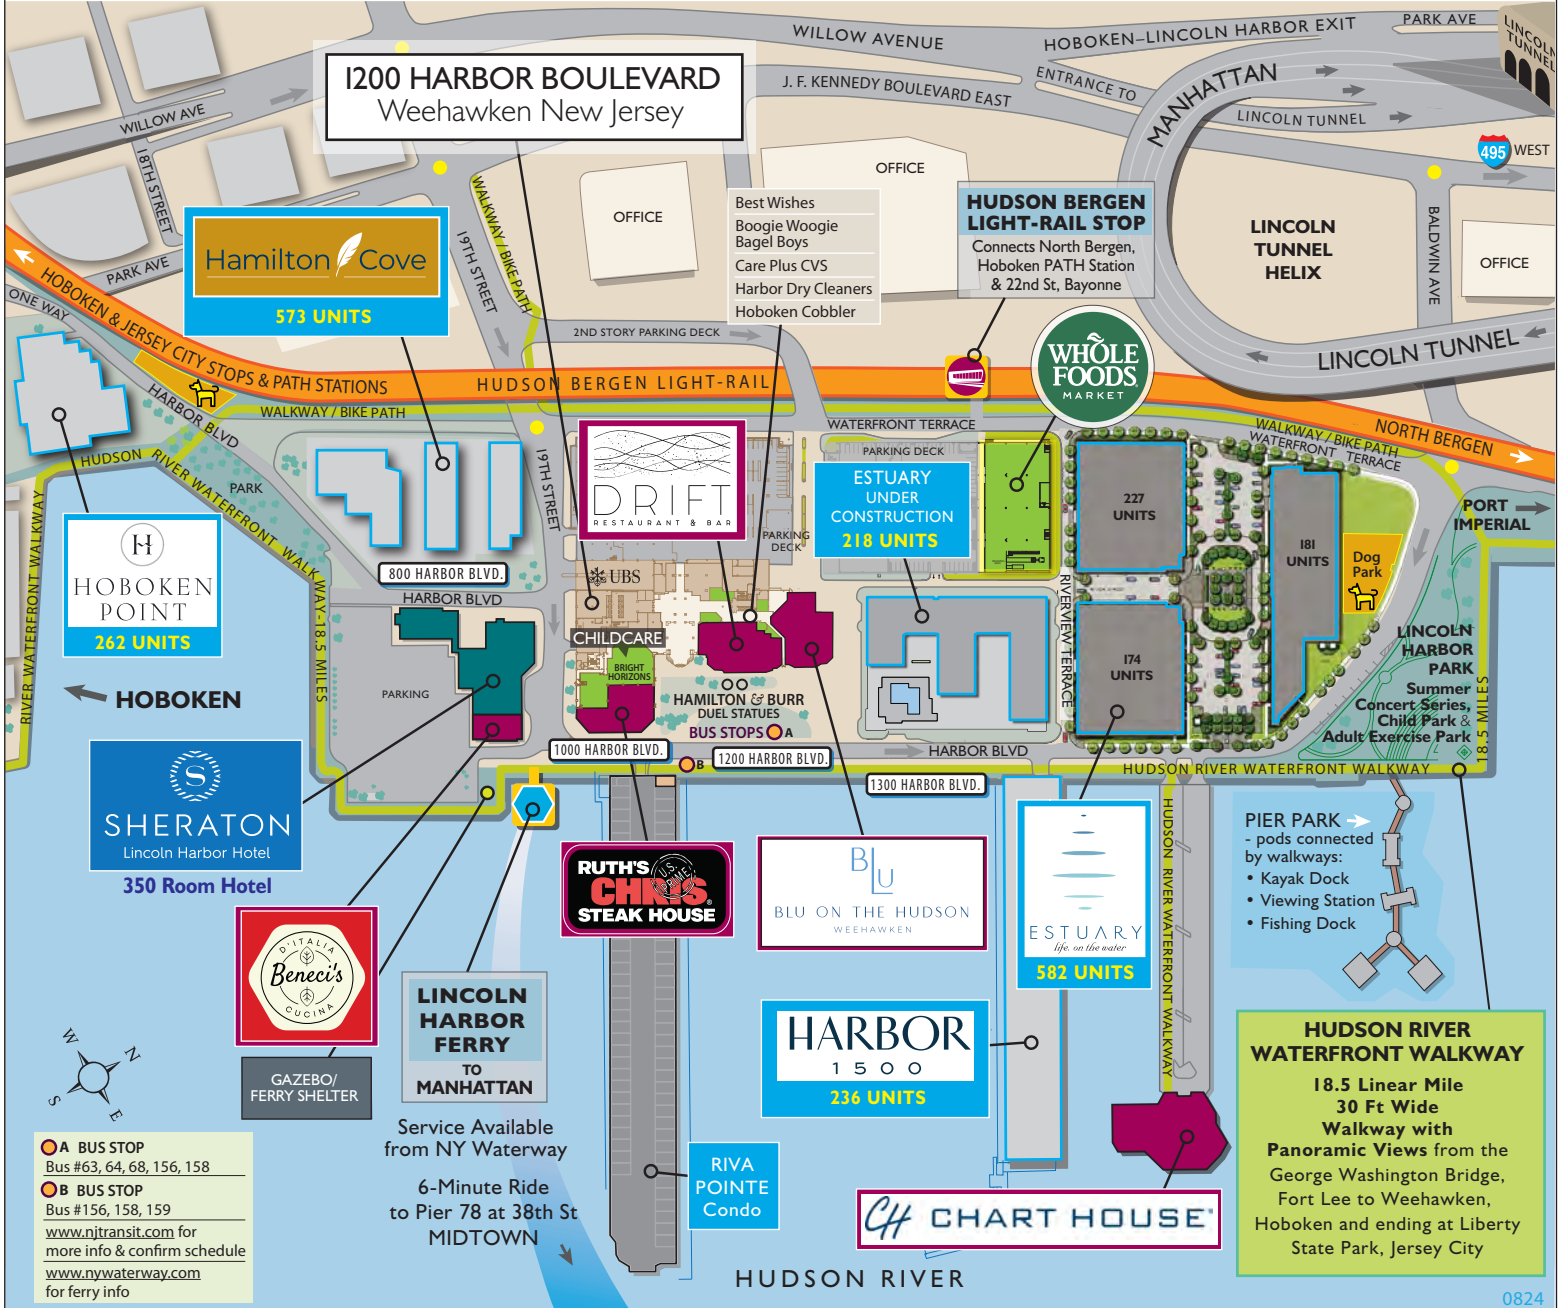 WILLOW AVENUE
HOBOKEN–LINCOLN HARBOR EXIT
PARK AVE
LINCOLN
TUNNEL
1200 HARBOR BOULEVARD
Weehawken New Jersey
J. F. KENNEDY BOULEVARD EAST
ENTRANCE TO
MANHATTAN
LINCOLN TUNNEL
495 WEST
WILLOW AVE
18TH STREET
PARK AVE
ONE WAY
WALKWAY / BIKE PATH
19TH STREET
OFFICE
OFFICE
OFFICE
BALDWIN AVE
LINCOLN
TUNNEL
HELIX
LINCOLN TUNNEL
Hamilton Cove
573 UNITS
Best Wishes
Boogie Woogie
Bagel Boys
Care Plus CVS
Harbor Dry Cleaners
Hoboken Cobbler
HUDSON BERGEN
LIGHT-RAIL STOP
Connects North Bergen,
Hoboken PATH Station
& 22nd St, Bayonne
2ND STORY PARKING DECK
WHOLE
FOODS
MARKET
HOBOKEN & JERSEY CITY STOPS & PATH STATIONS
HUDSON BERGEN LIGHT-RAIL
NORTH BERGEN
HARBOR BLVD
WALKWAY / BIKE PATH
WATERFRONT TERRACE
WALKWAY / BIKE PATH
WATERFRONT TERRACE
HUDSON RIVER WATERFRONT WALKWAY-18.5 MILES
RIVER WATERFRONT WALKWAY
PARK
19TH STREET
DRIFT
RESTAURANT & BAR
PARKING
DECK
PARKING DECK
ESTUARY
UNDER
CONSTRUCTION
218 UNITS
227
UNITS
181
UNITS
174
UNITS
Dog
Park
PORT
IMPERIAL
HOBOKEN
POINT
262 UNITS
HOBOKEN
800 HARBOR BLVD.
HARBOR BLVD
PARKING
UBS
CHILDCARE
BRIGHT
HORIZONS
HAMILTON & BURR
DUEL STATUES
BUS STOPS A
B
RIVERVIEW TERRACE
LINCOLN
HARBOR
PARK
Summer
Concert Series,
Child Park &
Adult Exercise Park
18.5 MILES
1000 HARBOR BLVD.
1200 HARBOR BLVD.
HARBOR BLVD
1300 HARBOR BLVD.
HUDSON RIVER WATERFRONT WALKWAY
HUDSON RIVER WATERFRONT WALKWAY
S
SHERATON
Lincoln Harbor Hotel
350 Room Hotel
D'ITALIA
Beneci's
CUCINA
GAZEBO/
FERRY SHELTER
LINCOLN
HARBOR
FERRY
TO
MANHATTAN
Service Available
from NY Waterway
6-Minute Ride
to Pier 78 at 38th St
MIDTOWN
RUTH'S
U.S.
PRIME
CHRIS
STEAK HOUSE
BLU
BLU ON THE HUDSON
WEEHAWKEN
ESTUARY
life. on the water
582 UNITS
HARBOR
1500
236 UNITS
RIVA
POINTE
Condo
CH CHART HOUSE
HUDSON RIVER
PIER PARK
- pods connected
by walkways:
• Kayak Dock
• Viewing Station
• Fishing Dock
HUDSON RIVER
WATERFRONT WALKWAY
18.5 Linear Mile
30 Ft Wide
Walkway with
Panoramic Views from the
George Washington Bridge,
Fort Lee to Weehawken,
Hoboken and ending at Liberty
State Park, Jersey City
W
N
S
E
A BUS STOP
Bus #63, 64, 68, 156, 158
B BUS STOP
Bus #156, 158, 159
www.njtransit.com for
more info & confirm schedule
www.nywaterway.com
for ferry info
0824